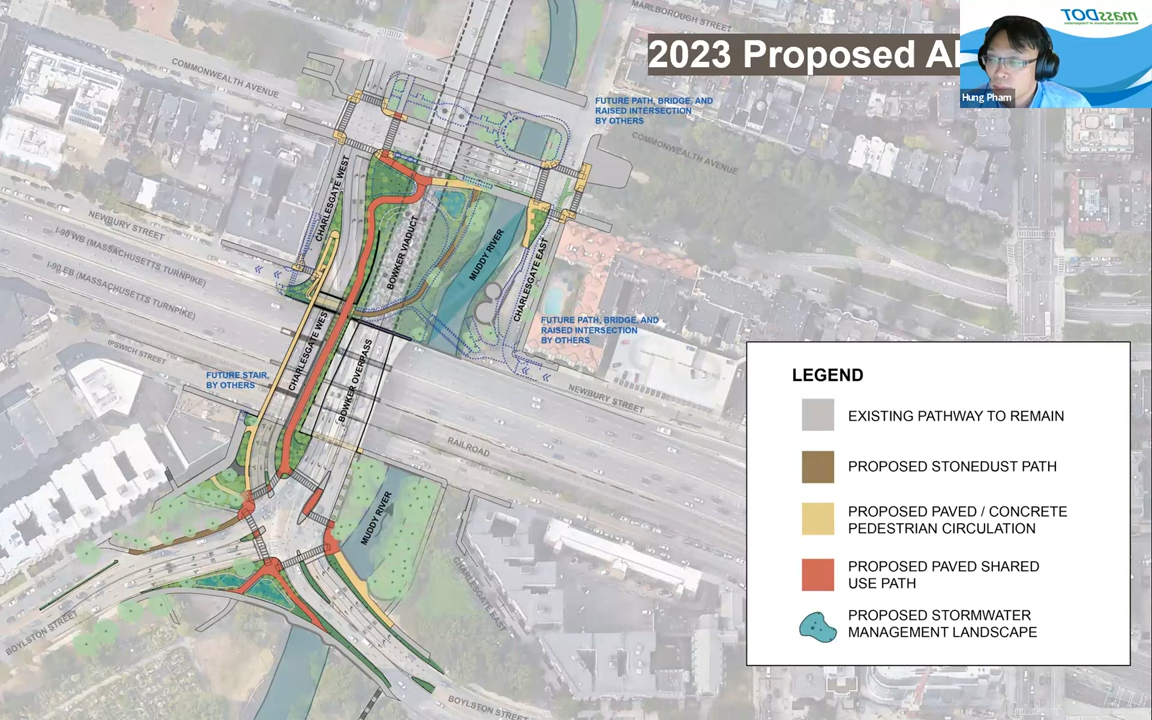 MARLBOROUGH STREET
massDOT
2023 Proposed Al
Hung Pham
COMMONWEALTH AVENUE
FUTURE PATH, BRIDGE, AND
RAISED INTERSECTION
BY OTHERS
COMMONWEALTH AVENUE
CHARLESGATE WEST
NEWBURY STREET
I-90 WB (MASSACHUSETTS TURNPIKE)
I-90 EB (MASSACHUSETTS TURNPIKE)
BOWKER VIADUCT
MUDDY RIVER
CHARLESGATE EAST
FUTURE PATH, BRIDGE, AND
RAISED INTERSECTION
BY OTHERS
IPSWICH STREET
CHARLESGATE WEST
BOWKER OVERPASS
FUTURE STAIR,
BY OTHERS
NEWBURY STREET
RAILROAD
MUDDY RIVER
CHARLESGATE EAST
BOYLSTON STREET
BOYLSTON STREET
LEGEND
EXISTING PATHWAY TO REMAIN
PROPOSED STONEDUST PATH
PROPOSED PAVED / CONCRETE
PEDESTRIAN CIRCULATION
PROPOSED PAVED SHARED
USE PATH
PROPOSED STORMWATER
MANAGEMENT LANDSCAPE